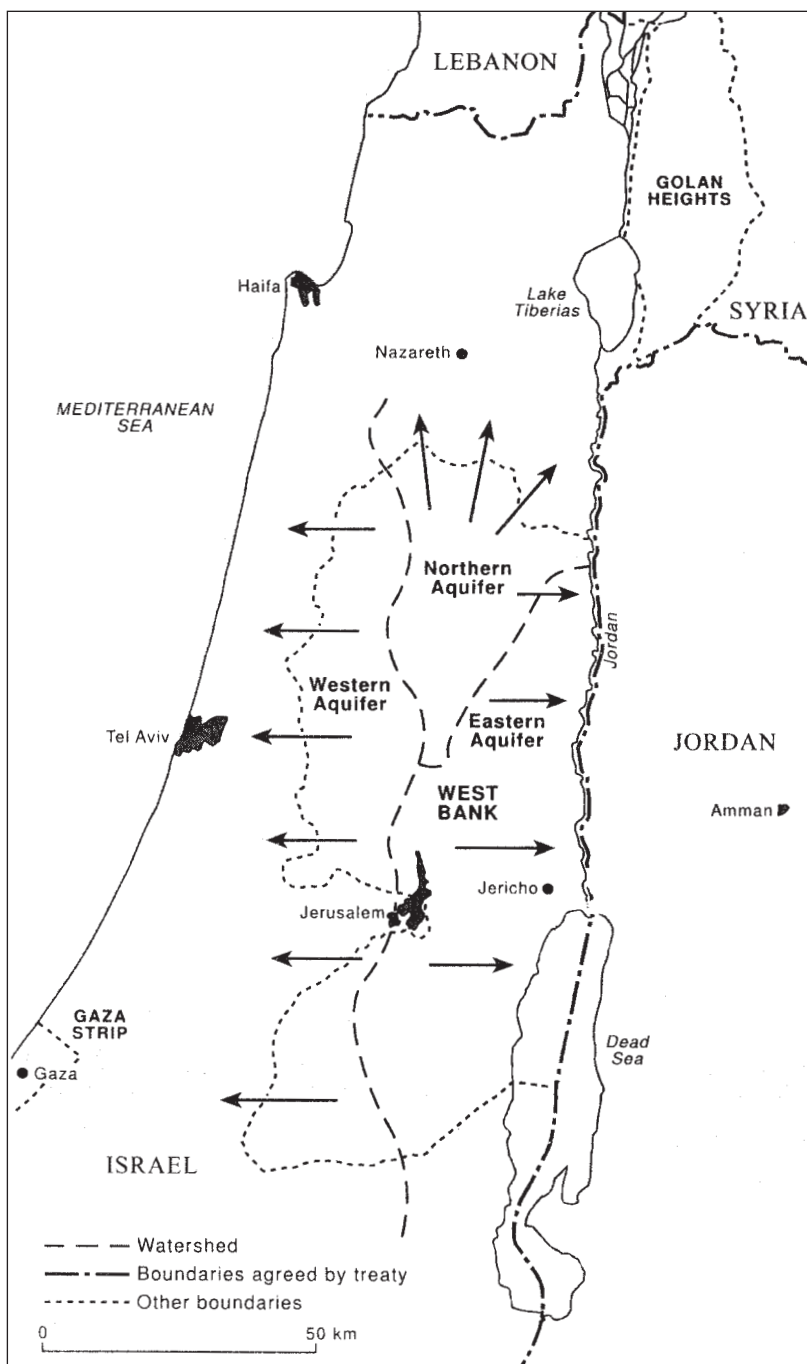 LEBANON
GOLAN
HEIGHTS
Haifa
Lake
Tiberias
SYRIA
Nazareth
MEDITERRANEAN
SEA
Northern
Aquifer
Jordan
Western
Aquifer
Tel Aviv
Eastern
Aquifer
JORDAN
WEST
BANK
Amman
Jericho
Jerusalem
GAZA
STRIP
Dead
Sea
Gaza
ISRAEL
Watershed
Boundaries agreed by treaty
Other boundaries
0 50 km